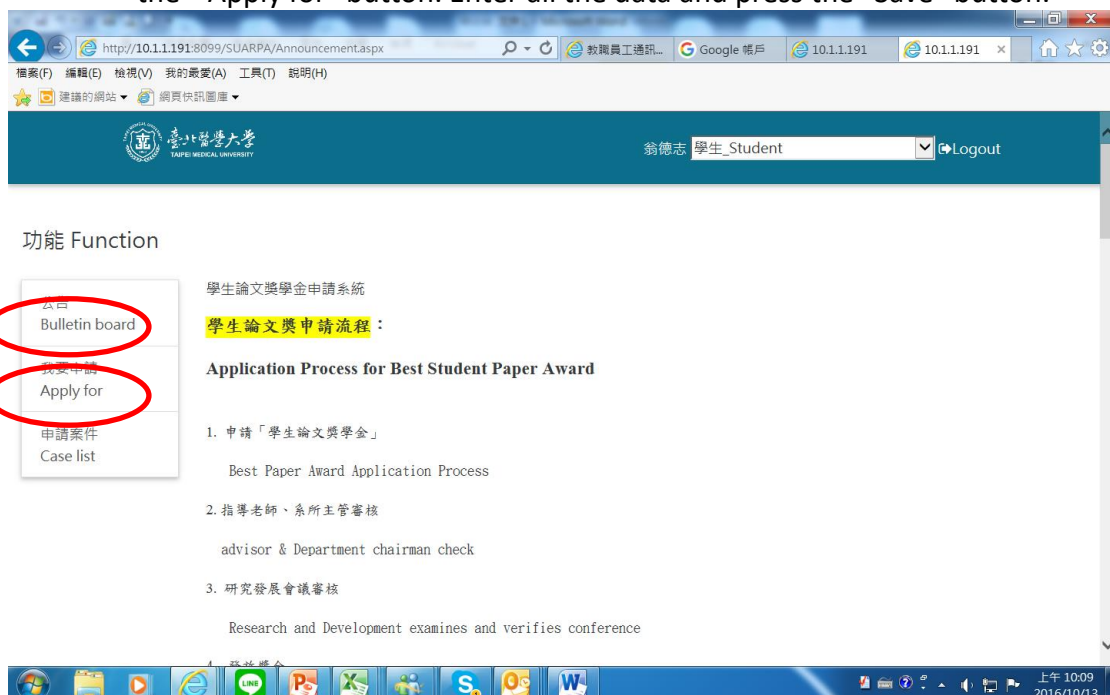 the "Apply for" button. Enter all the data and press the "Save" button.
http://10.1.1.191:8099/SUARPA/Announcement.aspx
教職員工通訊...
Google 帳戶
10.1.1.191
10.1.1.191
檔案(F) 編輯(E) 檢視(V) 我的最愛(A) 工具(T) 說明(H)
建議的網站 網頁快訊圖庫
臺北醫學大學
TAIPEI MEDICAL UNIVERSITY
翁德志 學生_Student Logout
功能 Function
公告
Bulletin board
我要申請
Apply for
申請案件
Case list
學生論文獎學金申請系統
學生論文獎申請流程：
Application Process for Best Student Paper Award
1. 申請「學生論文獎學金」
Best Paper Award Application Process
2. 指導老師、系所主管審核
advisor & Department chairman check
3. 研究發展會議審核
Research and Development examines and verifies conference
4. 發放獎金
LINE
上午 10:09
2016/10/13